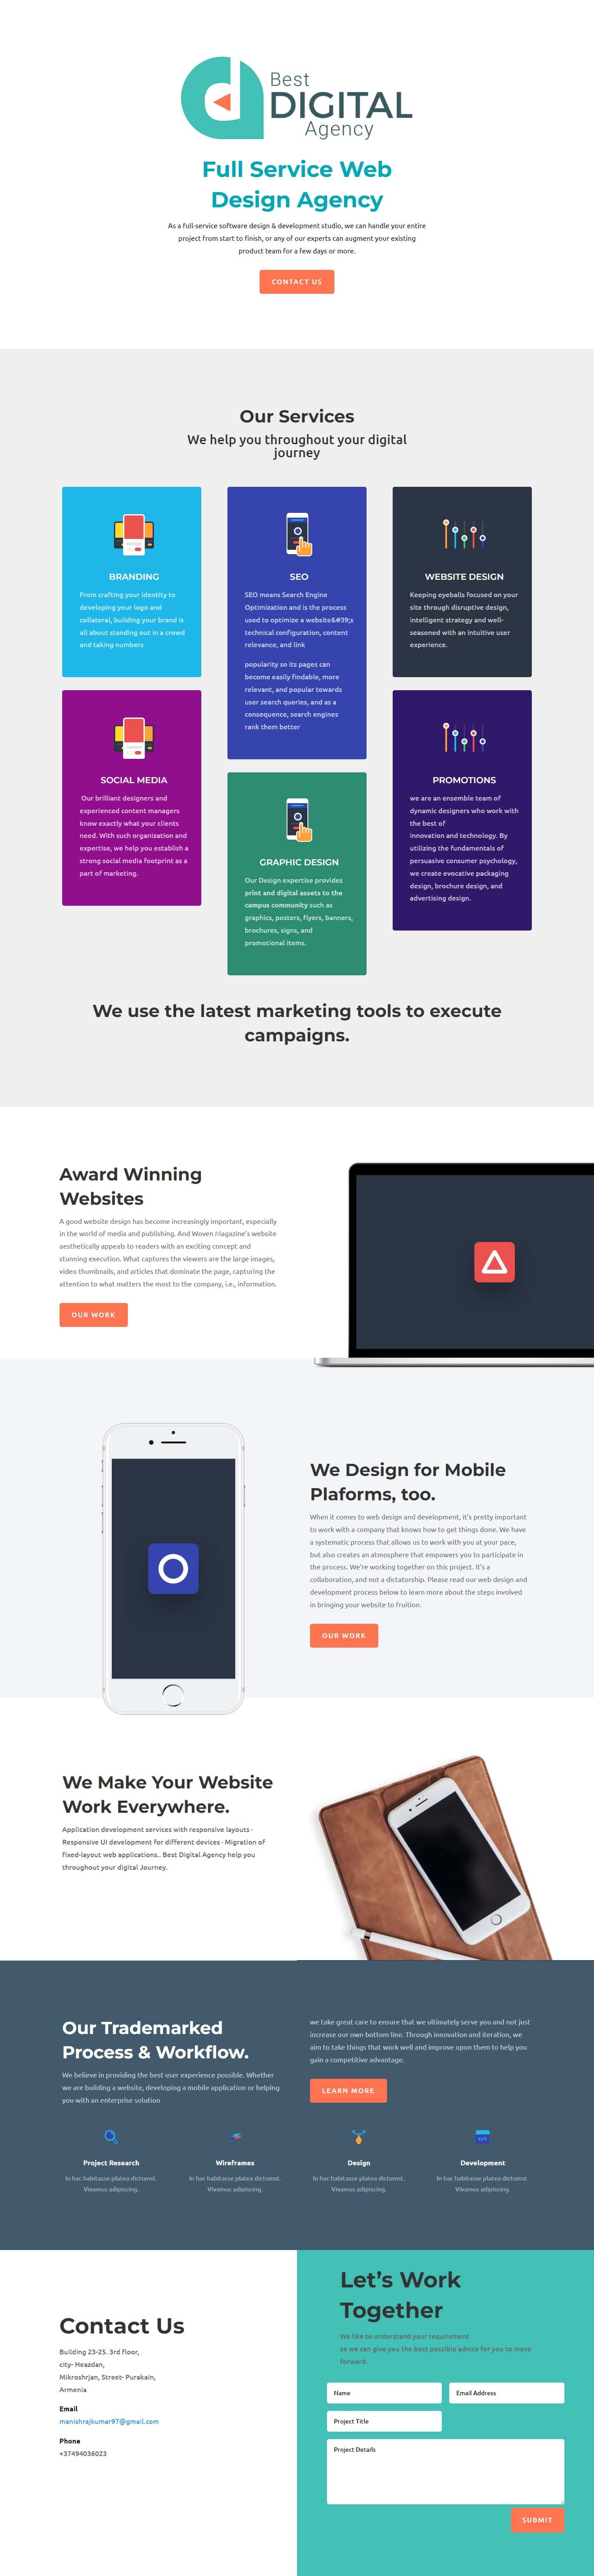 Best
DIGITAL
Agency
Full Service Web
Design Agency
As a full-service software design & development studio, we can handle your entire
project from start to finish, or any of our experts can augment your existing
product team for a few days or more.
CONTACT US
Our Services
We help you throughout your digital
journey
BRANDING
From crafting your identity to
developing your logo and
collateral, building your brand is
all about standing out in a crowd
and taking numbers
SEO
SEO means Search Engine
Optimization and is the process
used to optimize a website&#39;s
technical configuration, content
relevance, and link
popularity so its pages can
become easily findable, more
relevant, and popular towards
user search queries, and as a
consequence, search engines
rank them better
WEBSITE DESIGN
Keeping eyeballs focused on your
site through disruptive design,
intelligent strategy and well-
seasoned with an intuitive user
experience.
SOCIAL MEDIA
Our brilliant designers and
experienced content managers
know exactly what your clients
need. With such organization and
expertise, we help you establish a
strong social media footprint as a
part of marketing.
GRAPHIC DESIGN
Our Design expertise provides
print and digital assets to the
campus community such as
graphics, posters, flyers, banners,
brochures, signs, and
promotional items.
PROMOTIONS
we are an ensemble team of
dynamic designers who work with
the best of
innovation and technology. By
utilizing the fundamentals of
persuasive consumer psychology,
we create evocative packaging
design, brochure design, and
advertising design.
We use the latest marketing tools to execute
campaigns.
Award Winning
Websites
A good website design has become increasingly important, especially
in the world of media and publishing. And Woven Magazine's website
aesthetically appeals to readers with an exciting concept and
stunning execution. What captures the viewers are the large images,
video thumbnails, and articles that dominate the page, capturing the
attention to what matters the most to the company, i.e., information.
OUR WORK
We Design for Mobile
Plaforms, too.
When it comes to web design and development, it's pretty important
to work with a company that knows how to get things done. We have
a systematic process that allows us to work with you at your pace,
but also creates an atmosphere that empowers you to participate in
the process. We're working together on this project. It's a
collaboration, and not a dictatorship. Please read our web design and
development process below to learn more about the steps involved
in bringing your website to fruition.
OUR WORK
We Make Your Website
Work Everywhere.
Application development services with responsive layouts ·
Responsive UI development for different devices · Migration of
fixed-layout web applications.. Best Digital Agency help you
throughout your digital Journey.
Our Trademarked
Process & Workflow.
We believe in providing the best user experience possible. Whether
we are building a website, developing a mobile application or helping
you with an enterprise solution
we take great care to ensure that we ultimately serve you and not just
increase our own bottom line. Through innovation and iteration, we
aim to take things that work well and improve upon them to help you
gain a competitive advantage.
LEARN MORE
Project Research
In hac habitasse platea dictumst.
Vivamus adipiscing.
Wireframes
In hac habitasse platea dictumst.
Vivamus adipiscing.
Design
In hac habitasse platea dictumst.
Vivamus adipiscing.
Development
In hac habitasse platea dictumst.
Vivamus adipiscing.
Contact Us
Building 23-25. 3rd floor,
city- Heazdan,
Mikroshrjan, Street- Purakain,
Armenia
Email
manishrajkumar97@gmail.com
Phone
+37494036023
Let's Work
Together
We like to understand your requirement
so we can give you the best possible advice for you to move
forward.
Name
Email Address
Project Title
Project Details
SUBMIT